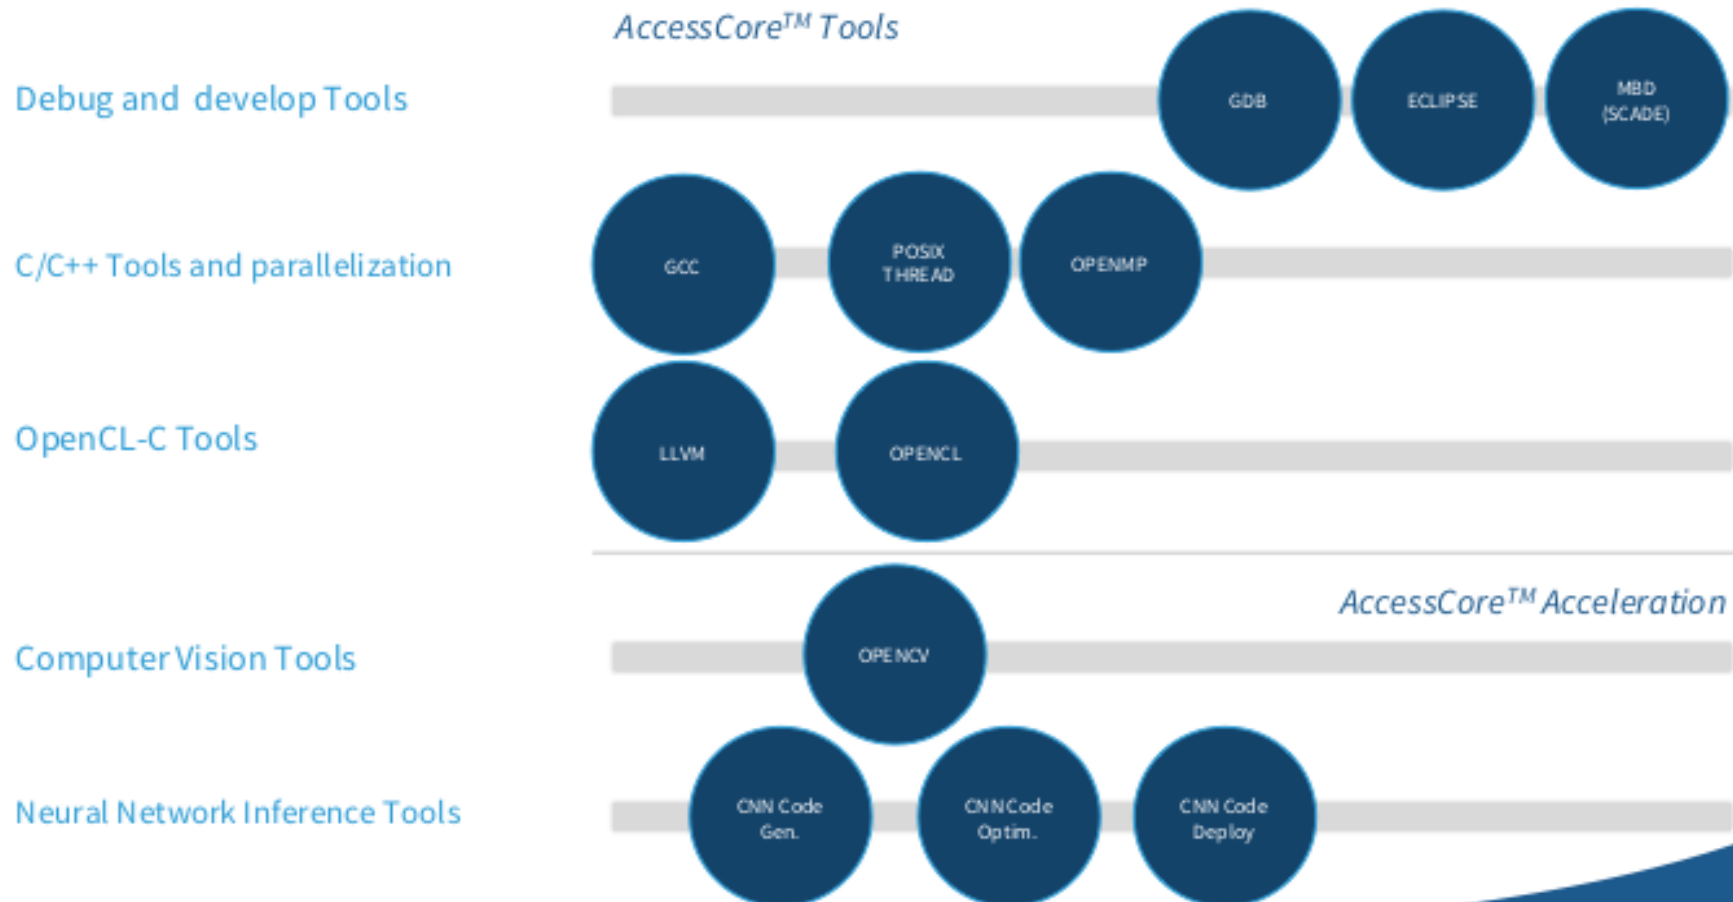 AccessCore™ Tools
Debug and develop Tools
GDB
ECLIPSE
MBD
(SCADE)
C/C++ Tools and parallelization
GCC
POSIX
THREAD
OPENMP
OpenCL-C Tools
LLVM
OPENCL
AccessCore™ Acceleration
Computer Vision Tools
OPENCV
Neural Network Inference Tools
CNN Code
Gen.
CNN Code
Optim.
CNN Code
Deploy